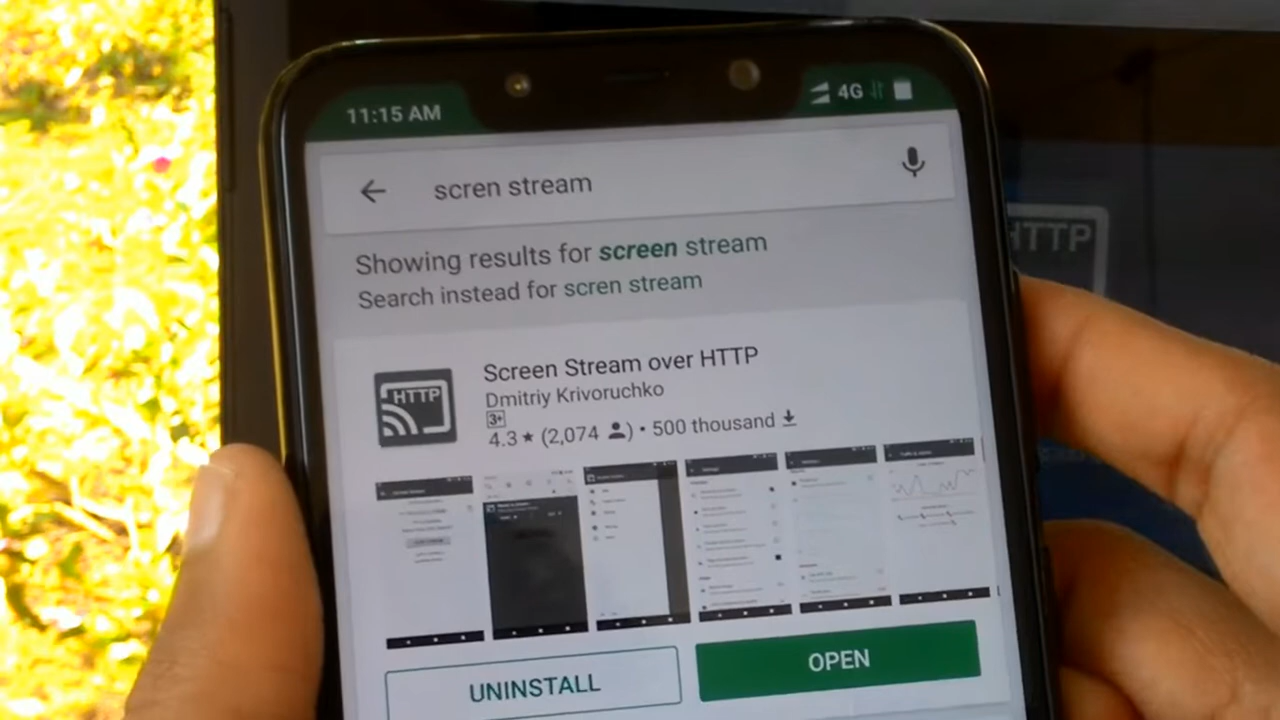 11:15 AM 4G
scren stream
Showing results for screen stream
Search instead for scren stream
HTTP
Screen Stream over HTTP
HTTP
Dmitriy Krivoruchko
3+
4.3★ (2,074) • 500 thousand
UNINSTALL
OPEN